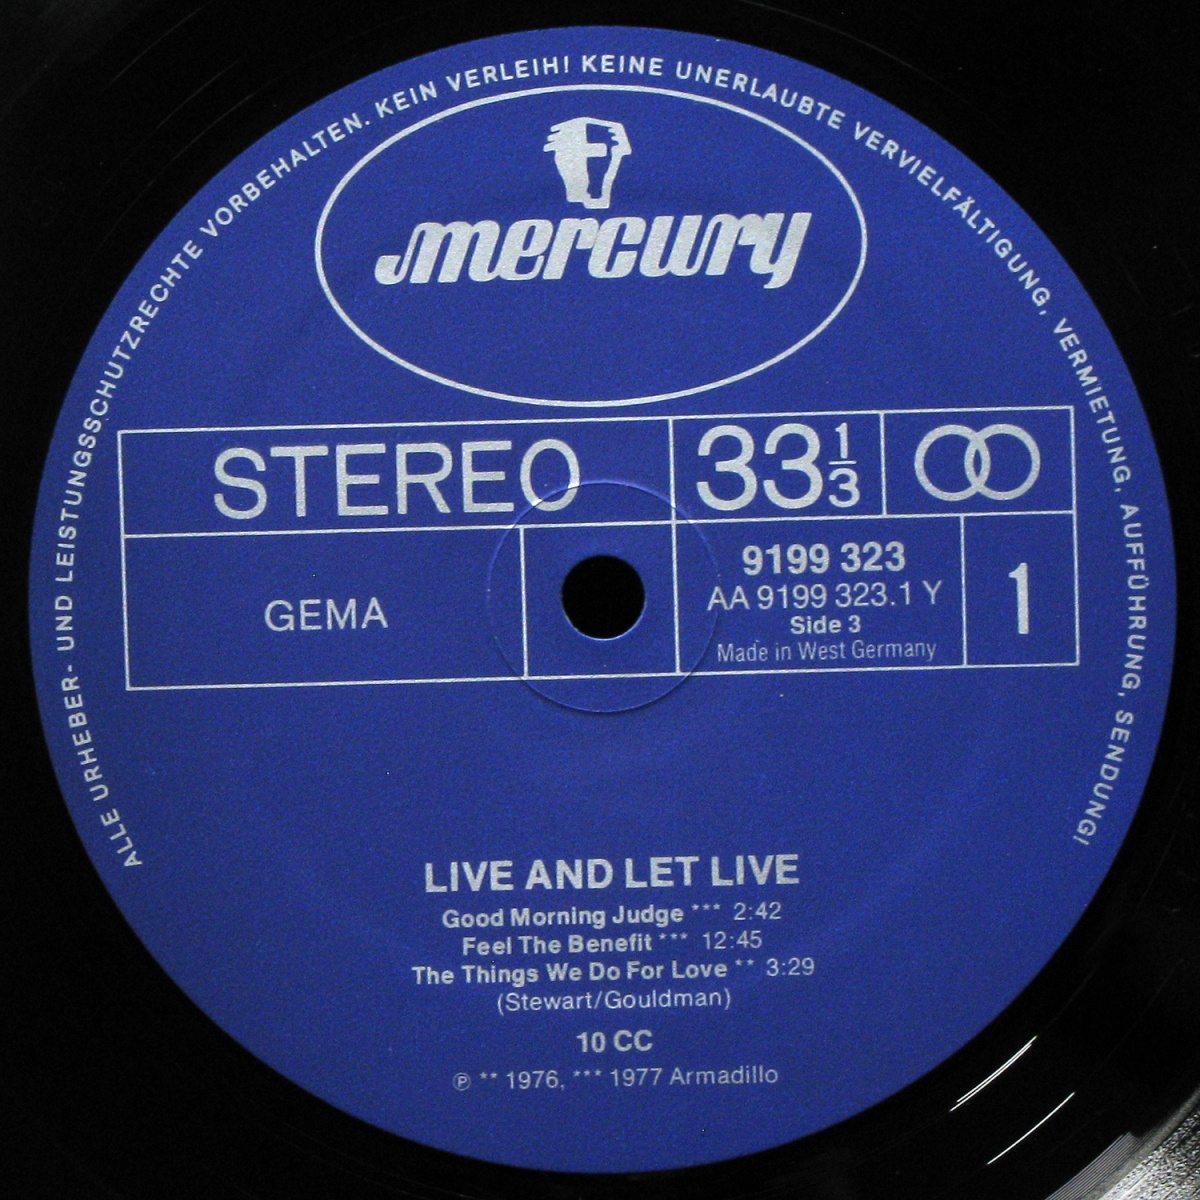 ALLE URHEBER- UND LEISTUNGSSCHUTZRECHTE VORBEHALTEN. KEIN VERLEIH! KEINE UNERLAUBTE VERVIELFÄLTIGUNG, VERMIETUNG, AUFFÜHRUNG, SENDUNG!
mercury
STEREO
33 1/3
GEMA
9199 323
AA 9199 323.1 Y
Side 3
Made in West Germany
1
LIVE AND LET LIVE
Good Morning Judge *** 2:42
Feel The Benefit *** 12:45
The Things We Do For Love ** 3:29
(Stewart/Gouldman)
10 CC
℗ ** 1976, *** 1977 Armadillo